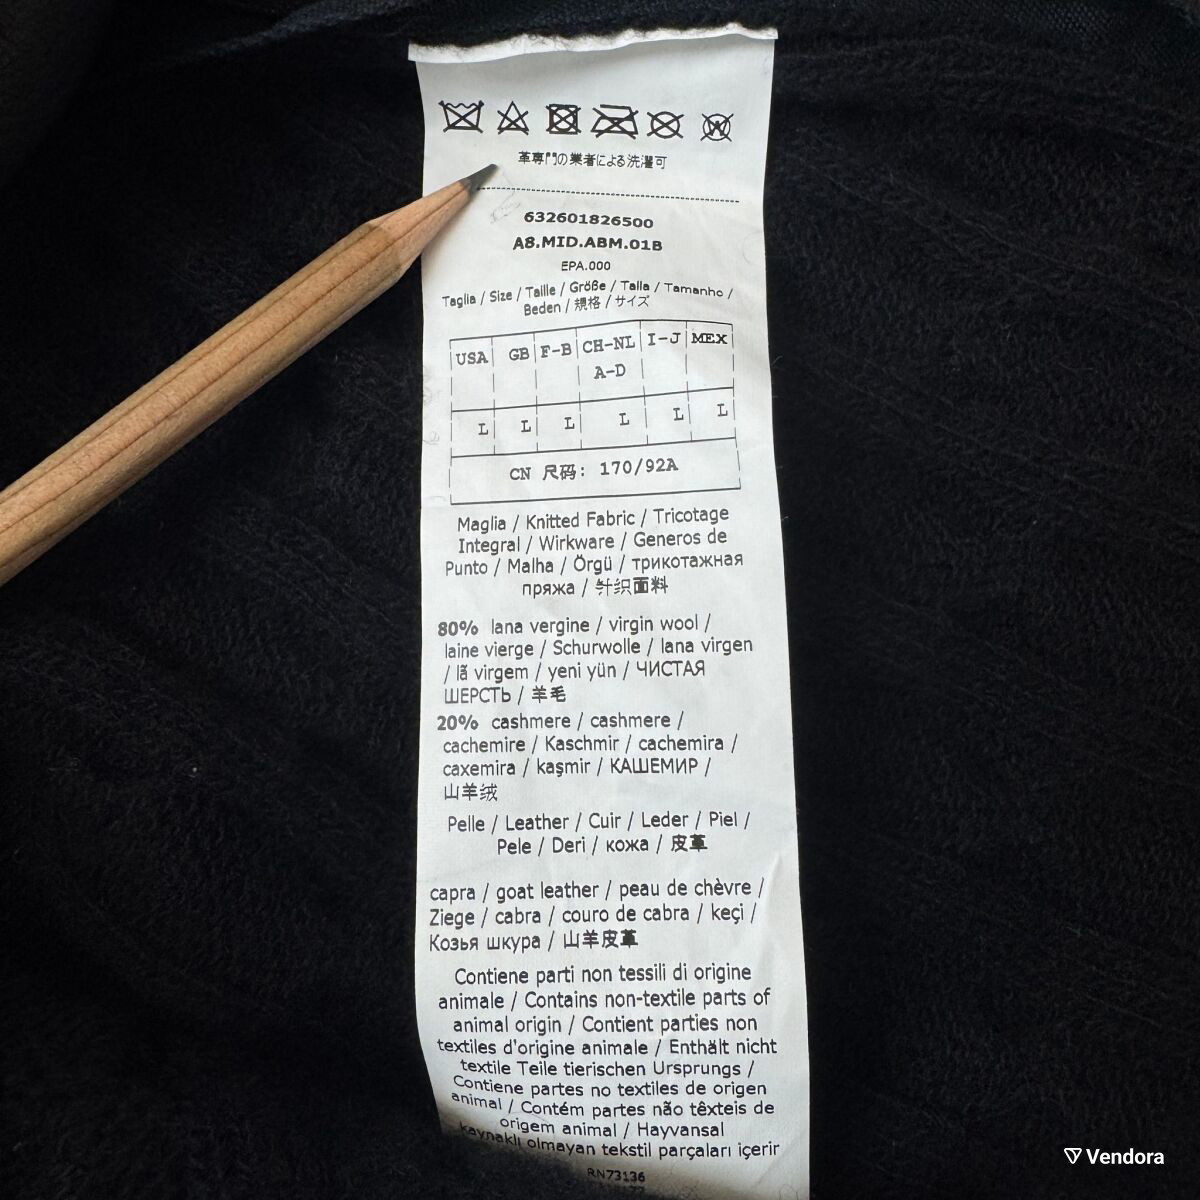 革専門の業者による洗濯可
632601826500
A8.MID.ABM.01B
EPA.000
Taglia / Size / Taille / Größe / Talla / Tamanho /
Beden / 規格 / サイズ
USA GB F-B CH-NL I-J MEX
A-D
L L L L L L
CN 尺码: 170/92A
Maglia / Knitted Fabric / Tricotage
Integral / Wirkware / Generos de
Punto / Malha / Örgü / трикотажная
пряжа / 针织面料
80% lana vergine / virgin wool /
laine vierge / Schurwolle / lana virgen
/ lã virgem / yeni yün / ЧИСТАЯ
ШЕРСТЬ / 羊毛
20% cashmere / cashmere /
cachemire / Kaschmir / cachemira /
caxemira / kaşmir / КАШЕМИР /
山羊绒
Pelle / Leather / Cuir / Leder / Piel /
Pele / Deri / кожа / 皮革
capra / goat leather / peau de chèvre /
Ziege / cabra / couro de cabra / keçi /
Козья шкура / 山羊皮革
Contiene parti non tessili di origine
animale / Contains non-textile parts of
animal origin / Contient parties non
textiles d'origine animale / Enthält nicht
textile Teile tierischen Ursprungs /
Contiene partes no textiles de origen
animal / Contém partes não têxteis de
origem animal / Hayvansal
kaynaklı olmayan tekstil parçaları içerir
RN73136
Vendora